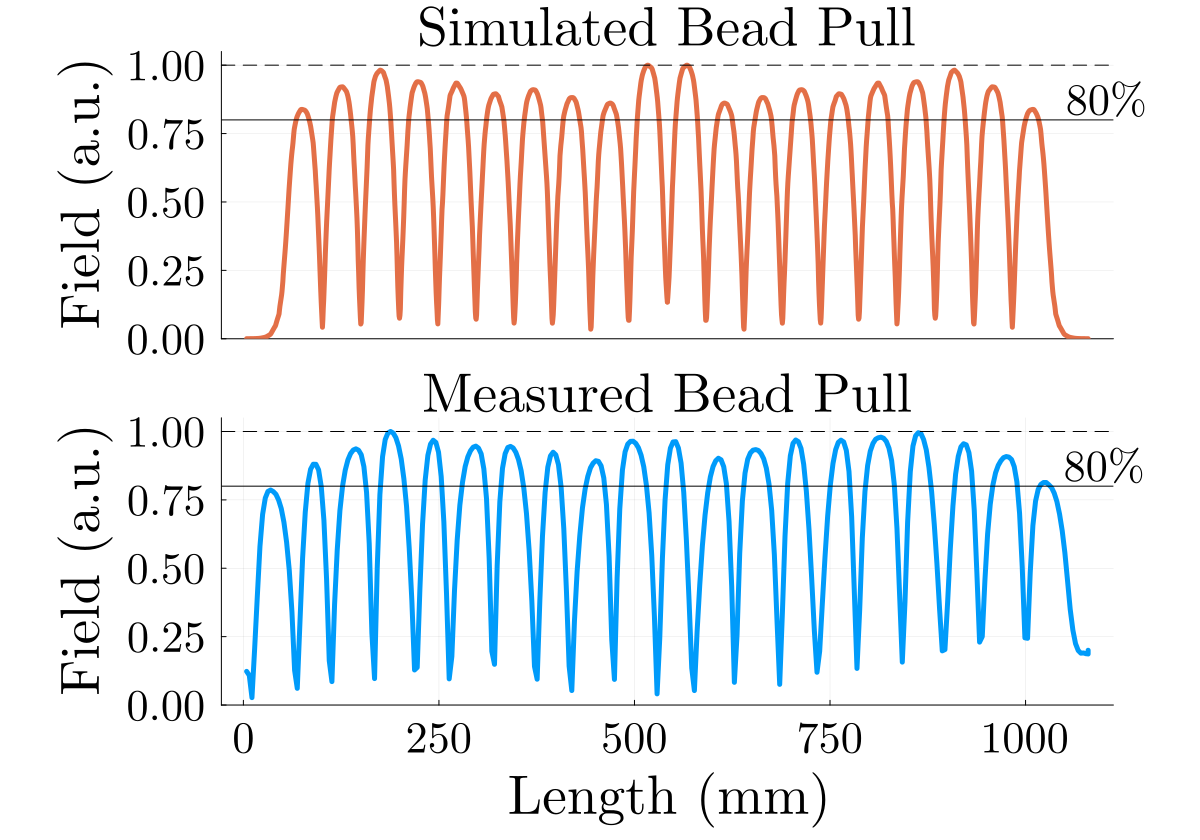 Simulated Bead Pull
Field (a.u.)
1.00
0.75
0.50
0.25
0.00
80%
Measured Bead Pull
Field (a.u.)
1.00
0.75
0.50
0.25
0.00
80%
0 250 500 750 1000
Length (mm)